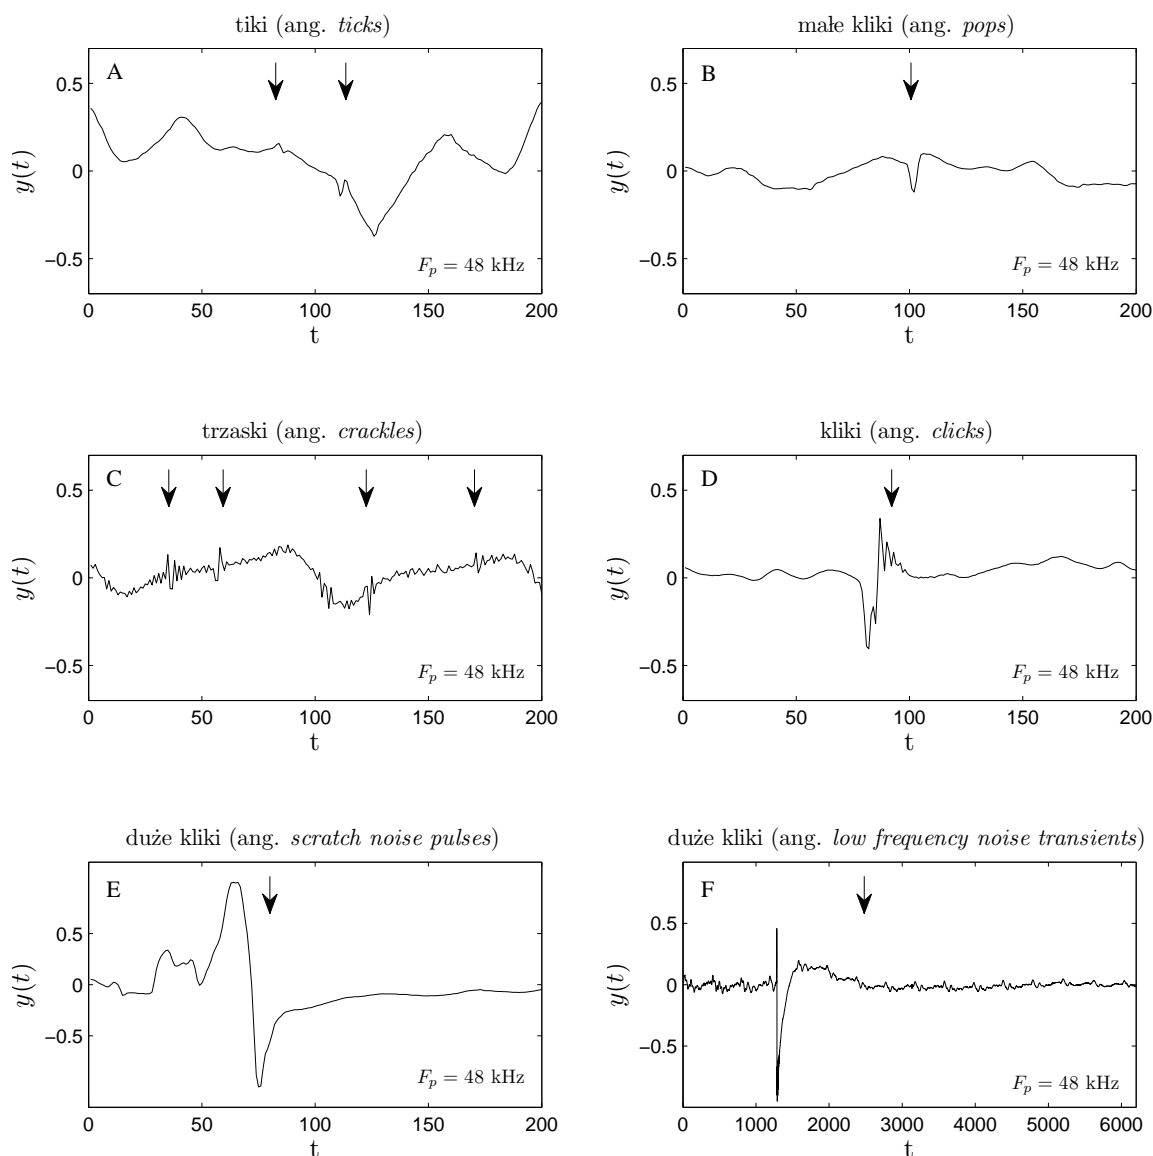 tiki (ang. ticks)
A
0.5
0
−0.5
y(t)
F_p = 48 kHz
0 50 100 150 200
t
małe kliki (ang. pops)
B
0.5
0
−0.5
y(t)
F_p = 48 kHz
0 50 100 150 200
t
trzaski (ang. crackles)
C
0.5
0
−0.5
y(t)
F_p = 48 kHz
0 50 100 150 200
t
kliki (ang. clicks)
D
0.5
0
−0.5
y(t)
F_p = 48 kHz
0 50 100 150 200
t
duże kliki (ang. scratch noise pulses)
E
0.5
0
−0.5
y(t)
F_p = 48 kHz
0 50 100 150 200
t
duże kliki (ang. low frequency noise transients)
F
0.5
0
−0.5
y(t)
F_p = 48 kHz
0 1000 2000 3000 4000 5000 6000
t